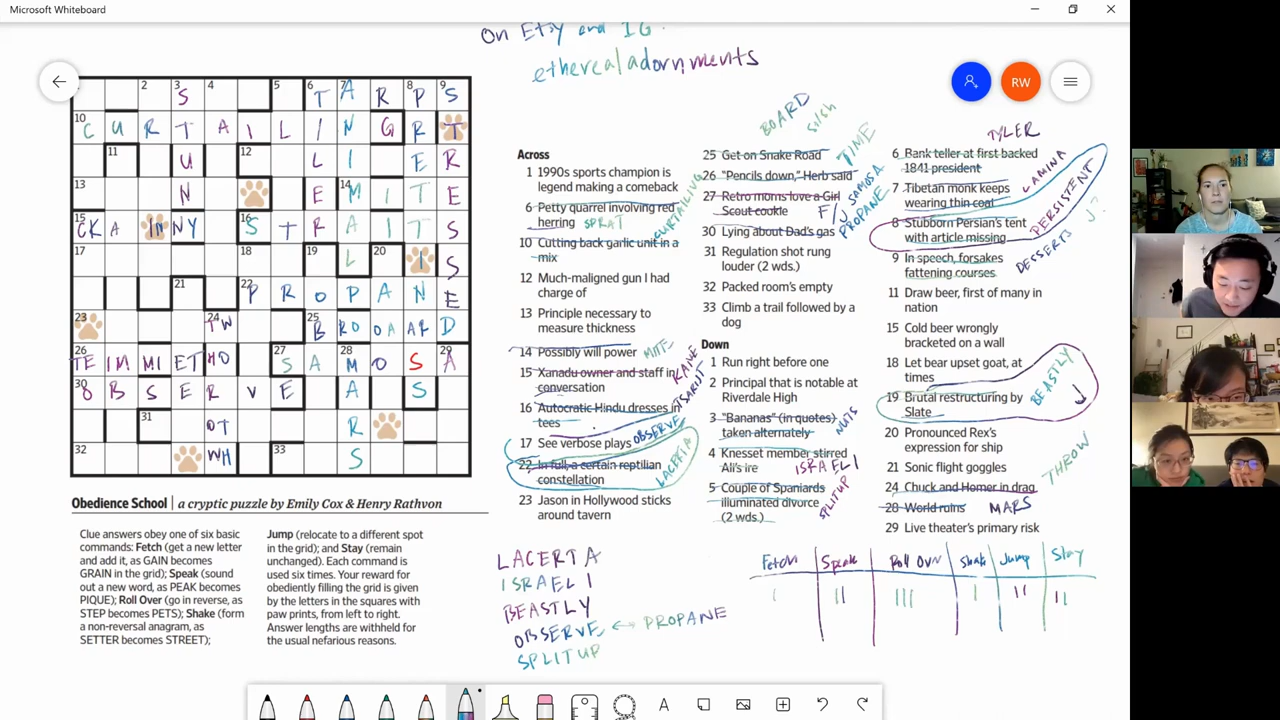 Microsoft Whiteboard
On Etsy and IG
etherealadornments
RW
Across
1 1990s sports champion is
legend making a comeback
6 Petty quarrel involving red
herring SPRAT
10 Cutting back garlic unit in a
mix
CURTAILING
12 Much-maligned gun I had
charge of
13 Principle necessary to
measure thickness
14 Possibly will power MITE
15 Xanadu owner and staff in
conversation
KANE
16 Autocratic Hindu dresses in
tees
TSARIST
17 See verbose plays OBSERVE
22 In full, a certain reptilian
constellation
LACERTA
23 Jason in Hollywood sticks
around tavern
BOARD
25 Get on Snake Road
TIME
26 "Pencils down," Herb said
27 Retro moms love a Girl
Scout cookie
SAMOSA
30 Lying about Dad's gas
PROPANE
31 Regulation shot rung
louder (2 wds.)
32 Packed room's empty
33 Climb a trail followed by a
dog
Down
1 Run right before one
2 Principal that is notable at
Riverdale High
3 "Bananas" (in quotes)
taken alternately
NUTS
4 Knesset member stirred
Ali's ire ISRAELI
5 Couple of Spaniards
illuminated divorce
(2 wds.)
SPLITUP
TYLER
6 Bank teller at first backed
1841 president
7 Tibetan monk keeps
wearing thin coat
LAMINA
8 Stubborn Persian's tent
with article missing
PERSISTENT
9 In speech, forsakes
fattening courses
DESSERTS
11 Draw beer, first of many in
nation
15 Cold beer wrongly
bracketed on a wall
18 Let bear upset goat, at
times
19 Brutal restructuring by
Slate
BEASTLY
20 Pronounced Rex's
expression for ship
21 Sonic flight goggles
24 Chuck and Homer in drag
THROW
28 World ruins MARS
29 Live theater's primary risk
Obedience School | a cryptic puzzle by Emily Cox & Henry Rathvon
Clue answers obey one of six basic
commands: Fetch (get a new letter
and add it, as GAIN becomes
GRAIN in the grid); Speak (sound
out a new word, as PEAK becomes
PIQUE); Roll Over (go in reverse, as
STEP becomes PETS); Shake (form
a non-reversal anagram, as
SETTER becomes STREET);
Jump (relocate to a different spot
in the grid); and Stay (remain
unchanged). Each command is
used six times. Your reward for
obediently filling the grid is given
by the letters in the squares with
paw prints, from left to right.
Answer lengths are withheld for
the usual nefarious reasons.
LACERTA
ISRAELI
BEASTLY
OBSERVE ↔ PROPANE
SPLITUP
Fetch Speak Roll Over Shake Jump Stay